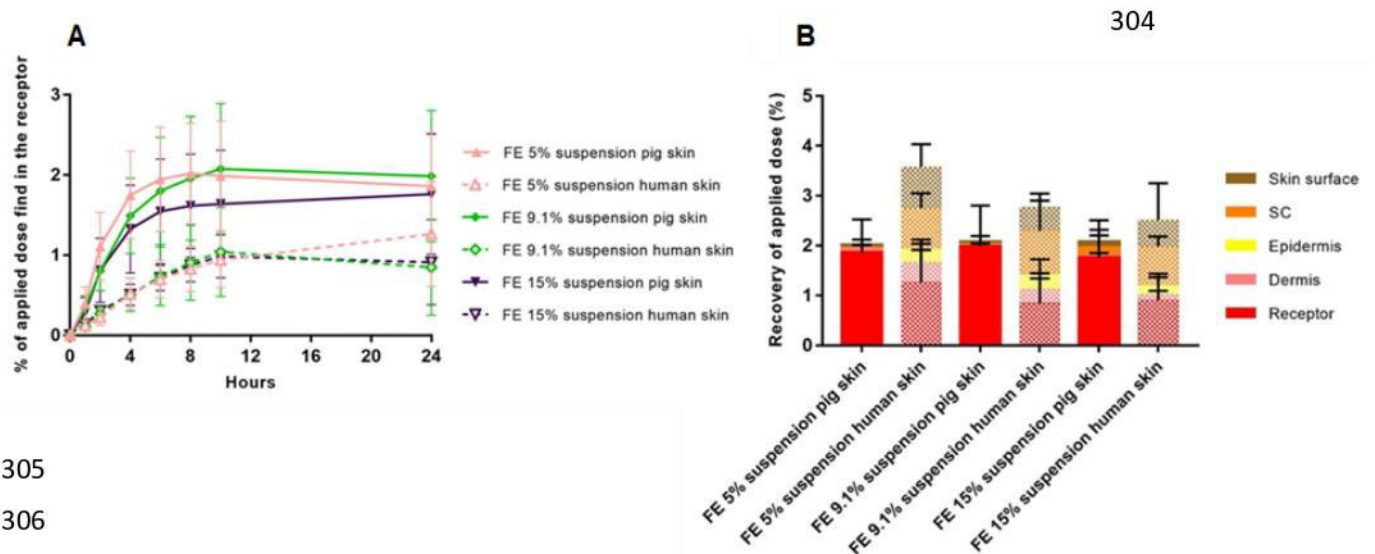 304
A
% of applied dose find in the receptor
3
2
1
0
0 4 8 12 16 20 24
Hours
FE 5% suspension pig skin
FE 5% suspension human skin
FE 9.1% suspension pig skin
FE 9.1% suspension human skin
FE 15% suspension pig skin
FE 15% suspension human skin
B
Recovery of applied dose (%)
5
4
3
2
1
0
FE 5% suspension pig skin
FE 5% suspension human skin
FE 9.1% suspension pig skin
FE 9.1% suspension human skin
FE 15% suspension pig skin
FE 15% suspension human skin
Skin surface
SC
Epidermis
Dermis
Receptor
305
306